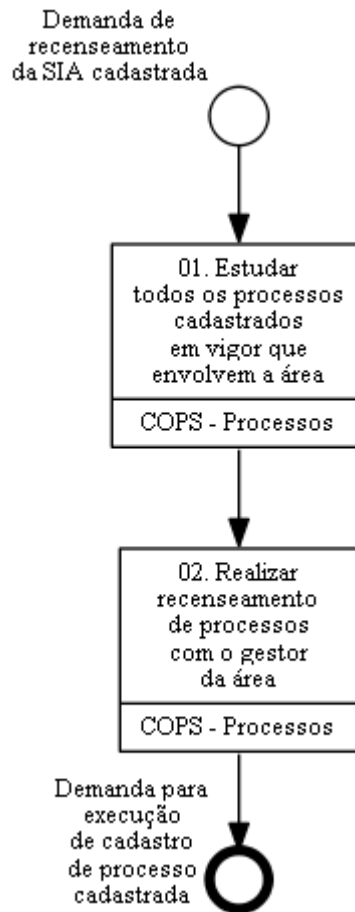 Demanda de
recenseamento
da SIA cadastrada
01. Estudar
todos os processos
cadastrados
em vigor que
envolvem a área
COPS - Processos
02. Realizar
recenseamento
de processos
com o gestor
da área
COPS - Processos
Demanda para
execução
de cadastro
de processo
cadastrada